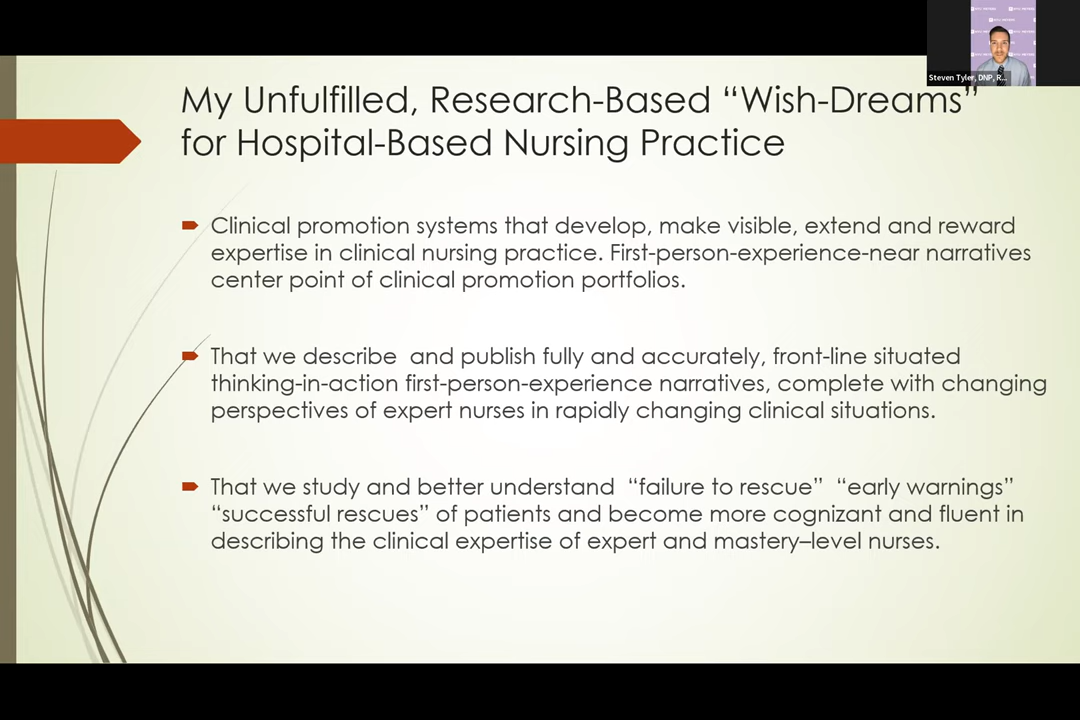 Steven Tyler, DNP, R...
My Unfulfilled, Research-Based “Wish-Dreams”
for Hospital-Based Nursing Practice
Clinical promotion systems that develop, make visible, extend and reward
expertise in clinical nursing practice. First-person-experience-near narratives
center point of clinical promotion portfolios.
That we describe  and publish fully and accurately, front-line situated
thinking-in-action first-person-experience narratives, complete with changing
perspectives of expert nurses in rapidly changing clinical situations.
That we study and better understand  “failure to rescue”  “early warnings”
“successful rescues” of patients and become more cognizant and fluent in
describing the clinical expertise of expert and mastery–level nurses.